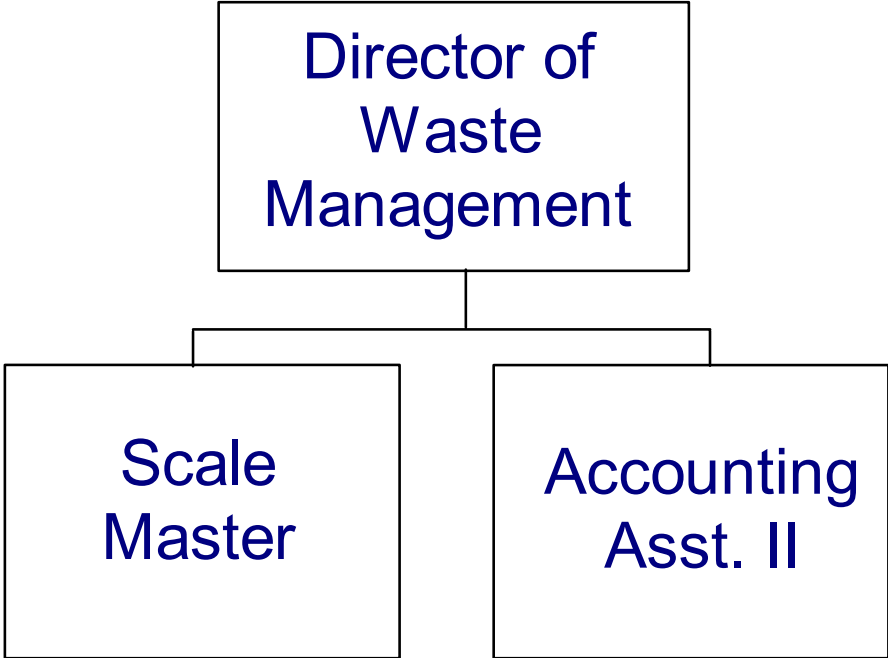 Director of
Waste
Management
Scale
Master
Accounting
Asst. II